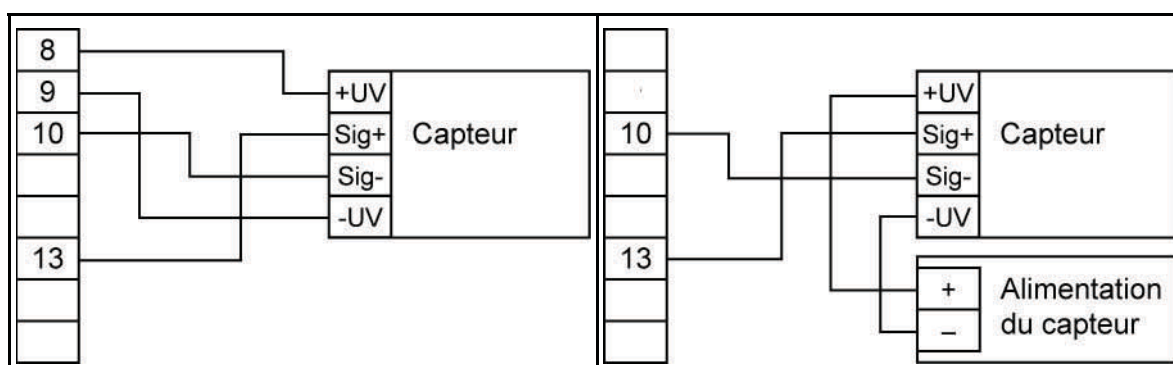 8
9
10
13
+UV
Sig+
Sig-
-UV
Capteur
10
13
+UV
Sig+
Sig-
-UV
Capteur
+
–
Alimentation
du capteur